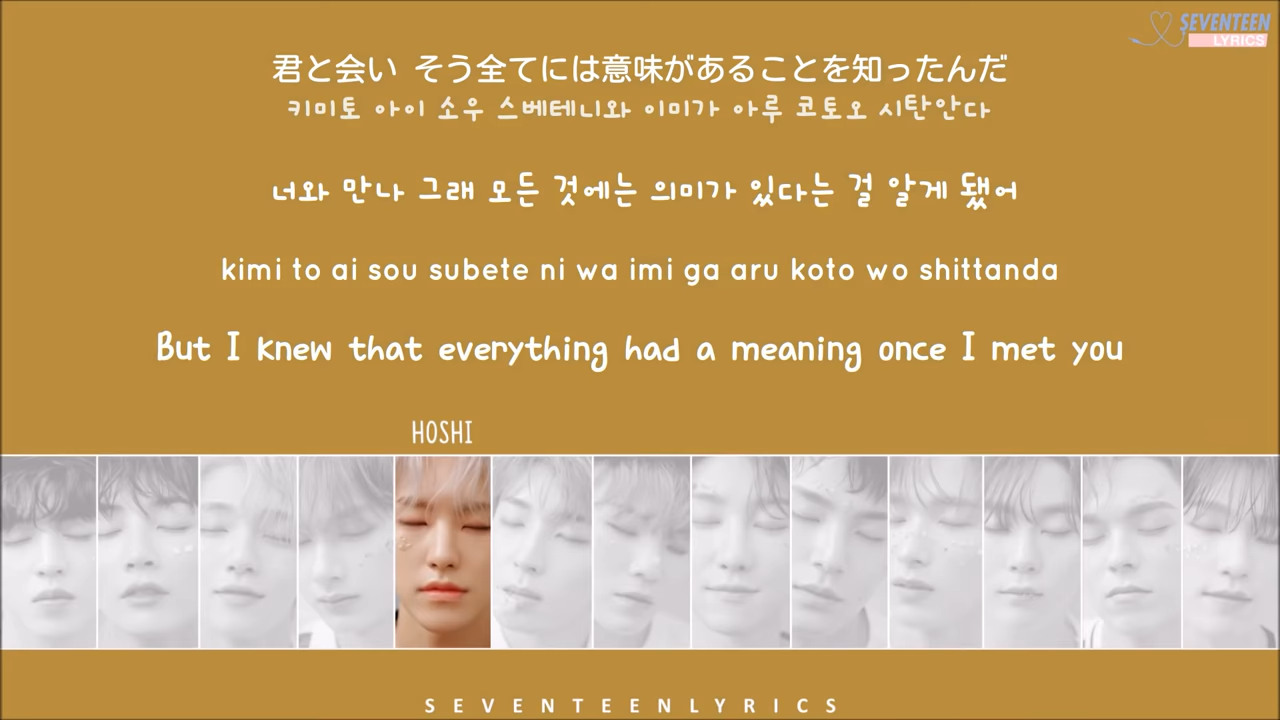 SEVENTEEN
LYRICS
君と会い そう全てには意味があることを知ったんだ
키미토 아이 소우 스베테니와 이미가 아루 코토오 시탄안다
너와 만나 그래 모든 것에는 의미가 있다는 걸 알게 됐어
kimi to ai sou subete ni wa imi ga aru koto wo shittanda
But I knew that everything had a meaning once I met you
HOSHI
SEVENTEENLYRICS